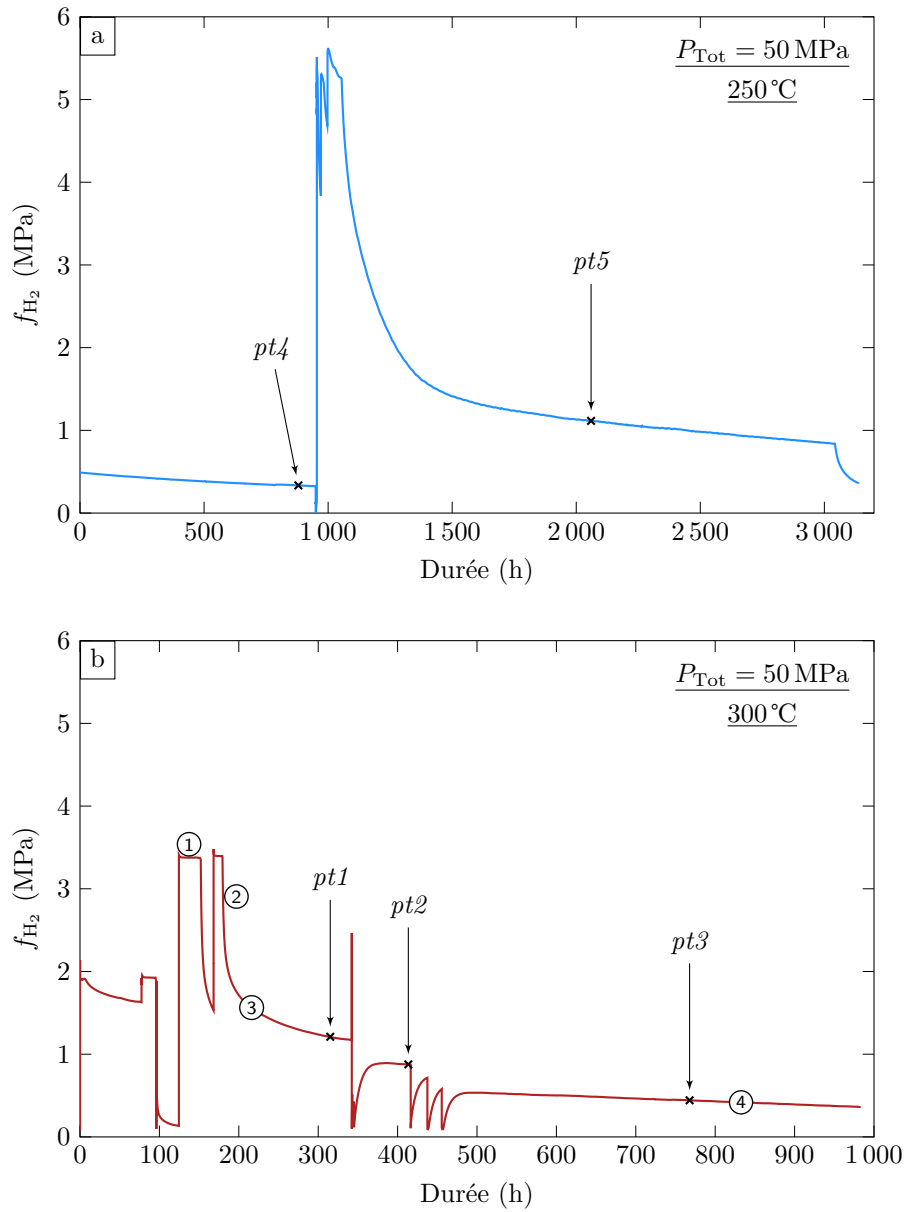 a
P_Tot = 50 MPa
250 °C
6
5
4
3
2
1
0
f_H₂ (MPa)
pt4
pt5
0 500 1 000 1 500 2 000 2 500 3 000
Durée (h)
b
P_Tot = 50 MPa
300 °C
6
5
4
3
2
1
0
f_H₂ (MPa)
1
2
pt1
pt2
pt3
3
4
0 100 200 300 400 500 600 700 800 900 1 000
Durée (h)